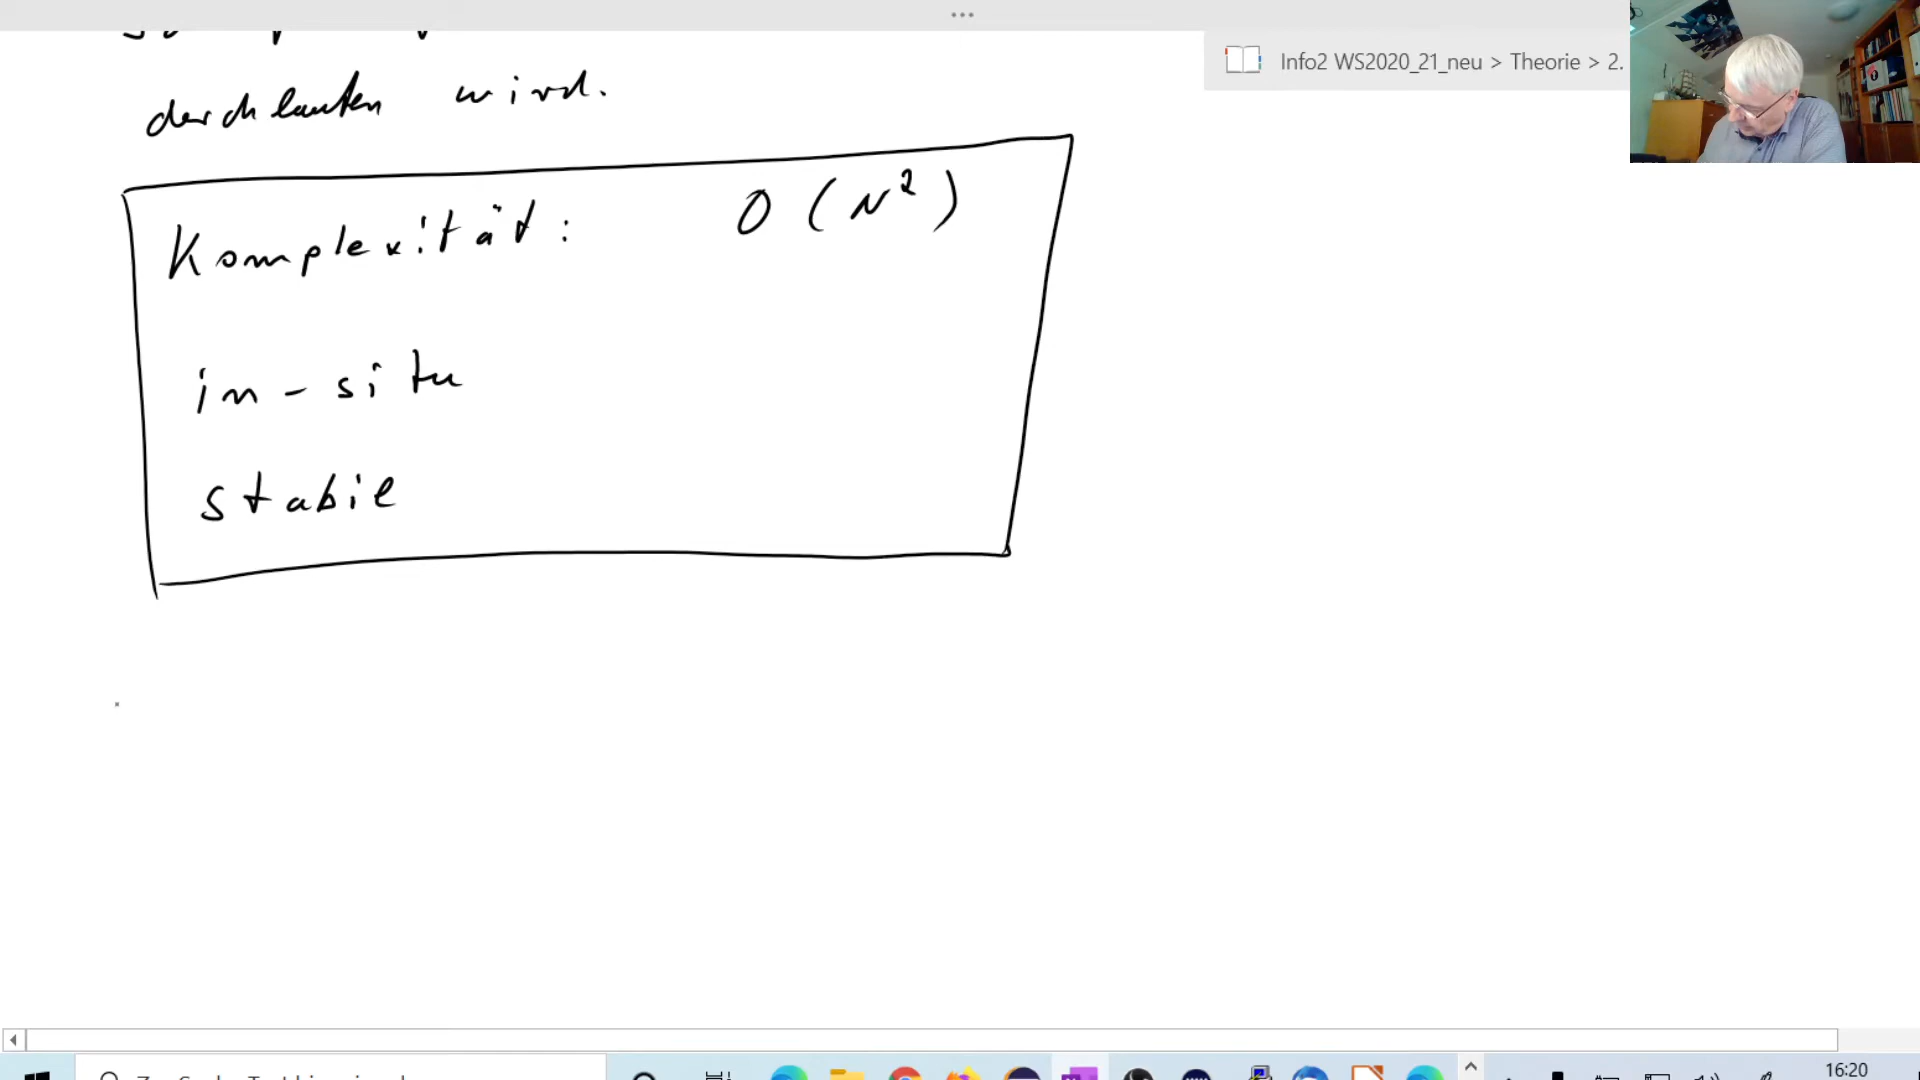 Info2 WS2020_21_neu > Theorie > 2.
durchlaufen wird.
Komplexität: O(N²)
in-situ
stabil
16:20